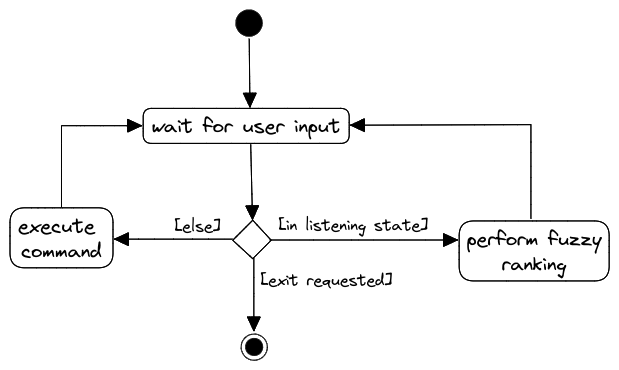 wait for user input
[else]
[in listening state]
execute
command
perform fuzzy
ranking
[exit requested]